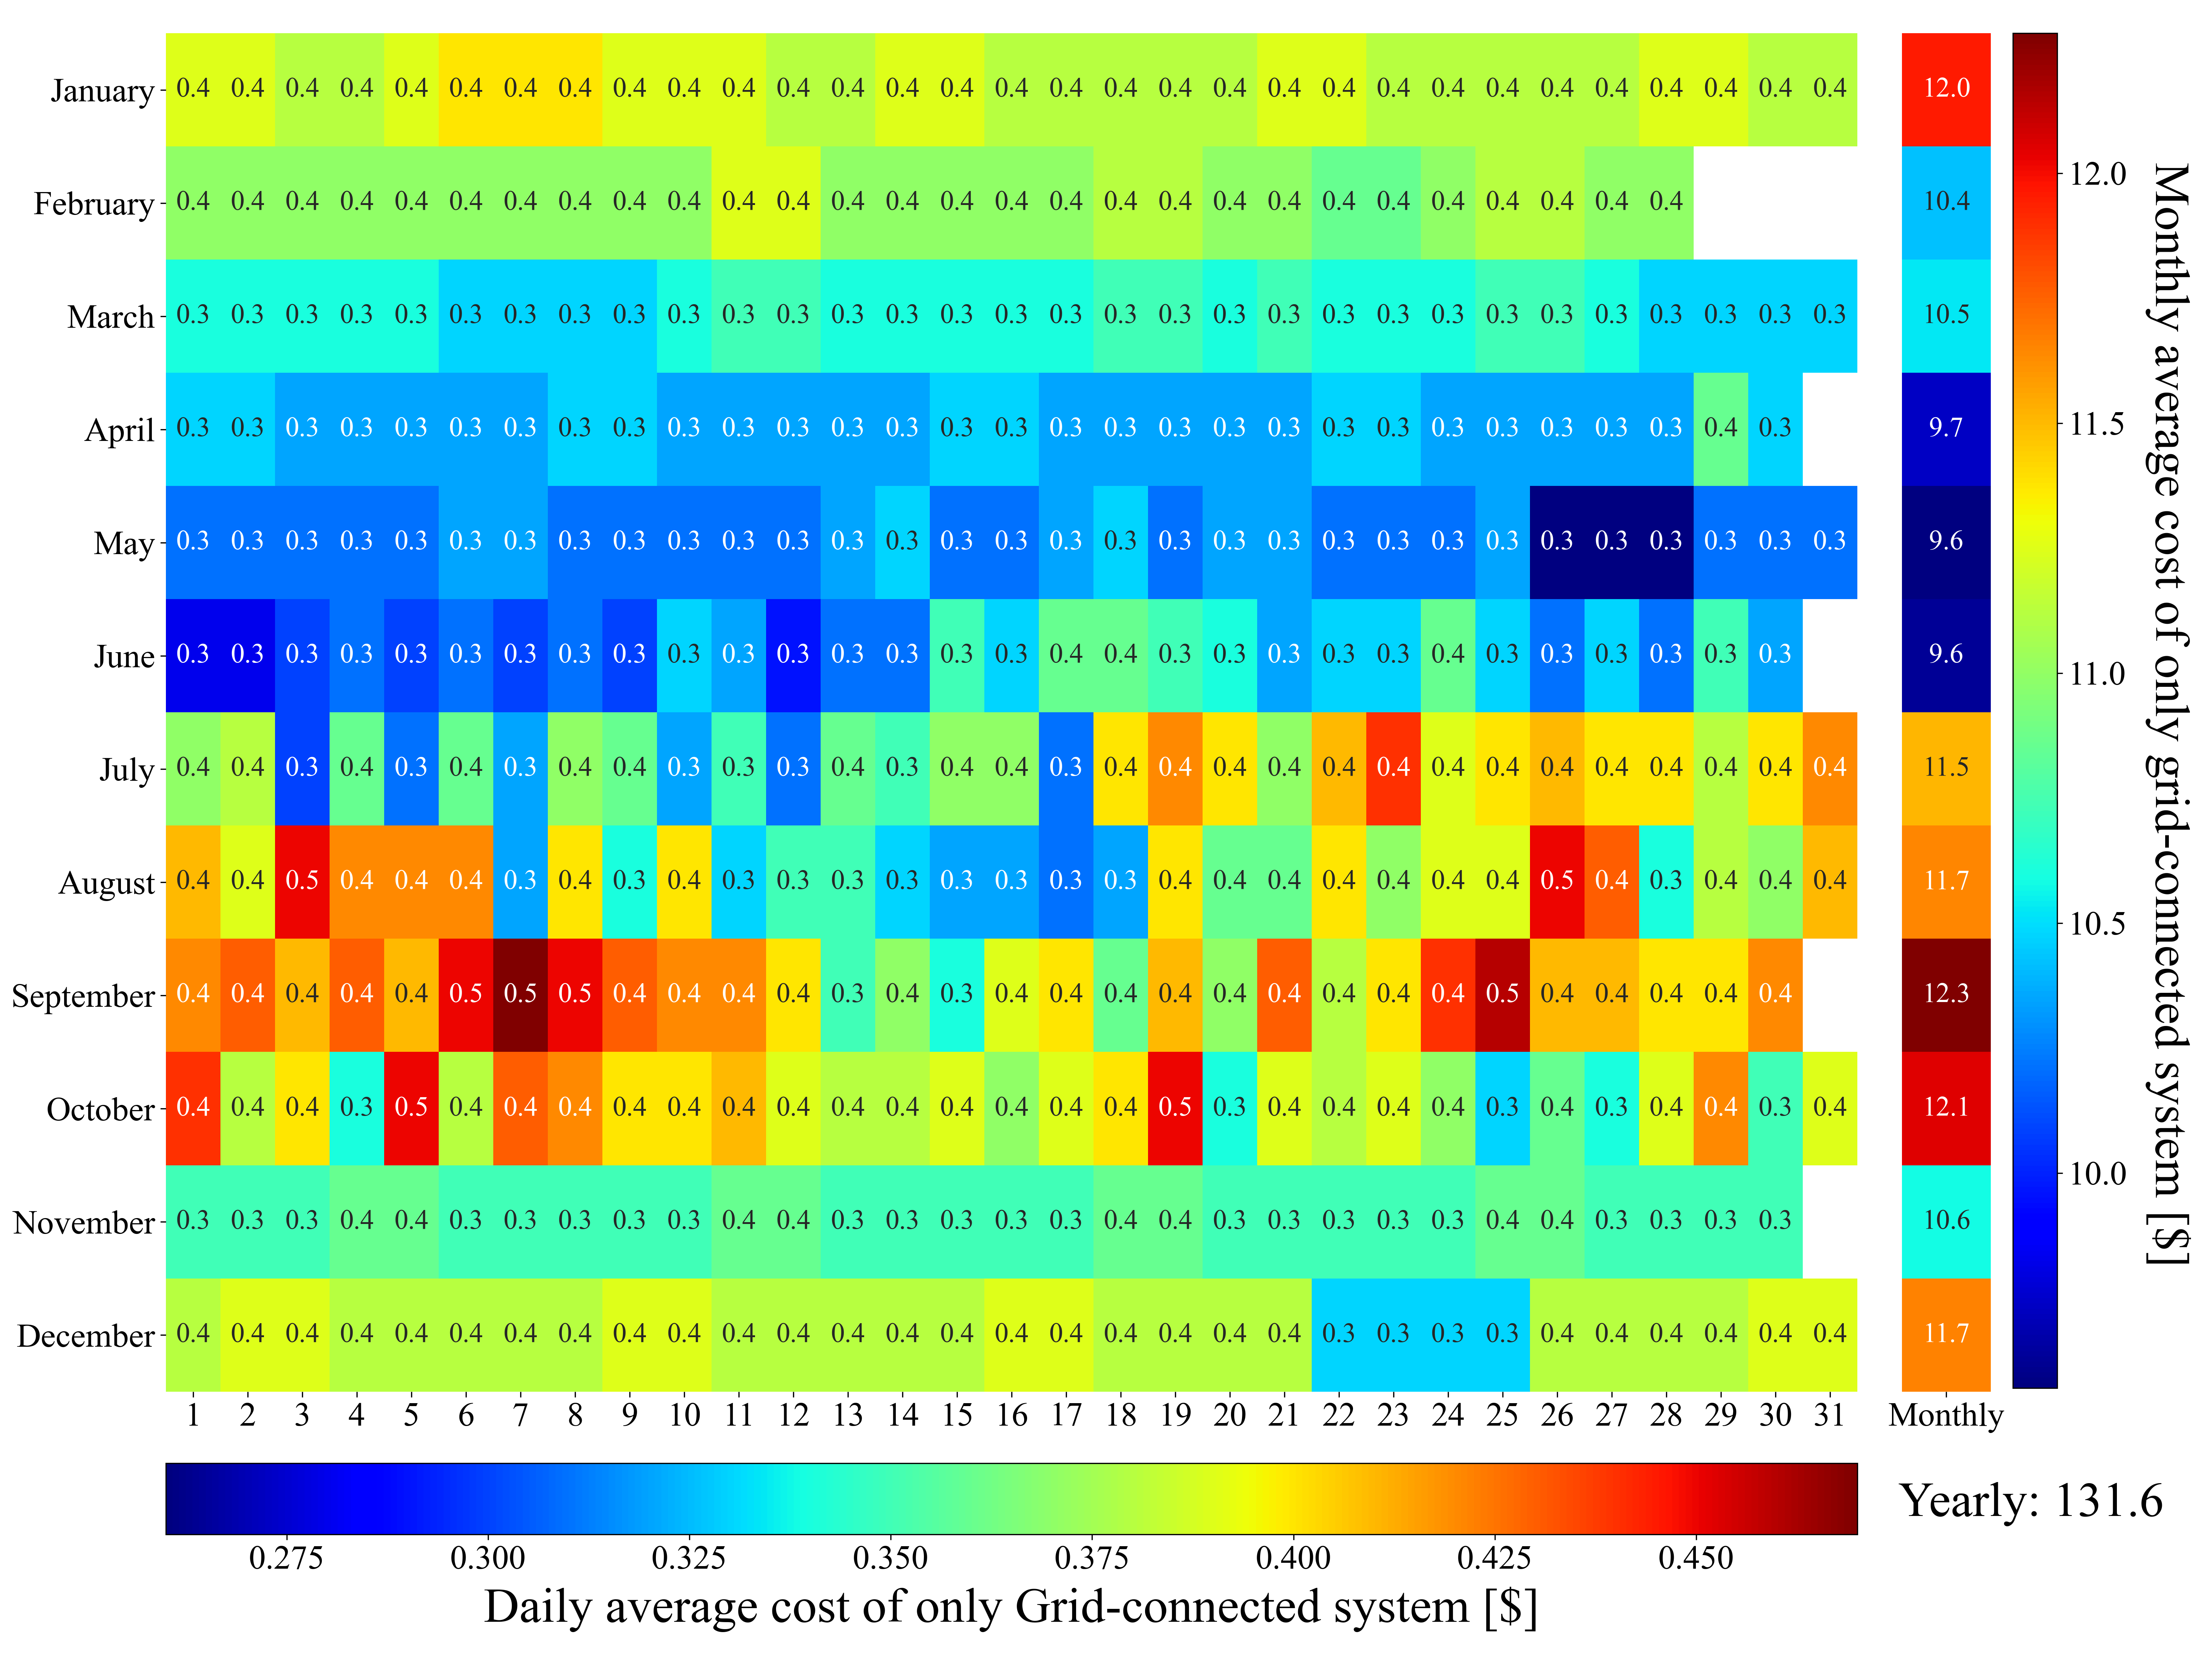 January 0.4 0.4 0.4 0.4 0.4 0.4 0.4 0.4 0.4 0.4 0.4 0.4 0.4 0.4 0.4 0.4 0.4 0.4 0.4 0.4 0.4 0.4 0.4 0.4 0.4 0.4 0.4 0.4 0.4 0.4 0.4 12.0
February 0.4 0.4 0.4 0.4 0.4 0.4 0.4 0.4 0.4 0.4 0.4 0.4 0.4 0.4 0.4 0.4 0.4 0.4 0.4 0.4 0.4 0.4 0.4 0.4 0.4 0.4 0.4 0.4 10.4
March 0.3 0.3 0.3 0.3 0.3 0.3 0.3 0.3 0.3 0.3 0.3 0.3 0.3 0.3 0.3 0.3 0.3 0.3 0.3 0.3 0.3 0.3 0.3 0.3 0.3 0.3 0.3 0.3 0.3 0.3 0.3 10.5
April 0.3 0.3 0.3 0.3 0.3 0.3 0.3 0.3 0.3 0.3 0.3 0.3 0.3 0.3 0.3 0.3 0.3 0.3 0.3 0.3 0.3 0.3 0.3 0.3 0.3 0.3 0.3 0.3 0.4 0.3 9.7
May 0.3 0.3 0.3 0.3 0.3 0.3 0.3 0.3 0.3 0.3 0.3 0.3 0.3 0.3 0.3 0.3 0.3 0.3 0.3 0.3 0.3 0.3 0.3 0.3 0.3 0.3 0.3 0.3 0.3 0.3 0.3 9.6
June 0.3 0.3 0.3 0.3 0.3 0.3 0.3 0.3 0.3 0.3 0.3 0.3 0.3 0.3 0.3 0.3 0.4 0.4 0.3 0.3 0.3 0.3 0.3 0.4 0.3 0.3 0.3 0.3 0.3 0.3 9.6
July 0.4 0.4 0.3 0.4 0.3 0.4 0.3 0.4 0.4 0.3 0.3 0.3 0.4 0.3 0.4 0.4 0.3 0.4 0.4 0.4 0.4 0.4 0.4 0.4 0.4 0.4 0.4 0.4 0.4 0.4 0.4 11.5
August 0.4 0.4 0.5 0.4 0.4 0.4 0.3 0.4 0.3 0.4 0.3 0.3 0.3 0.3 0.3 0.3 0.3 0.3 0.4 0.4 0.4 0.4 0.4 0.4 0.4 0.5 0.4 0.3 0.4 0.4 0.4 11.7
September 0.4 0.4 0.4 0.4 0.4 0.5 0.5 0.5 0.4 0.4 0.4 0.4 0.3 0.4 0.3 0.4 0.4 0.4 0.4 0.4 0.4 0.4 0.4 0.4 0.5 0.4 0.4 0.4 0.4 0.4 12.3
October 0.4 0.4 0.4 0.3 0.5 0.4 0.4 0.4 0.4 0.4 0.4 0.4 0.4 0.4 0.4 0.4 0.4 0.4 0.5 0.3 0.4 0.4 0.4 0.4 0.3 0.4 0.3 0.4 0.4 0.3 0.4 12.1
November 0.3 0.3 0.3 0.4 0.4 0.3 0.3 0.3 0.3 0.3 0.4 0.4 0.3 0.3 0.3 0.3 0.3 0.4 0.4 0.3 0.3 0.3 0.3 0.3 0.4 0.4 0.3 0.3 0.3 0.3 10.6
December 0.4 0.4 0.4 0.4 0.4 0.4 0.4 0.4 0.4 0.4 0.4 0.4 0.4 0.4 0.4 0.4 0.4 0.4 0.4 0.4 0.4 0.3 0.3 0.3 0.3 0.4 0.4 0.4 0.4 0.4 0.4 11.7
1 2 3 4 5 6 7 8 9 10 11 12 13 14 15 16 17 18 19 20 21 22 23 24 25 26 27 28 29 30 31 Monthly
12.0
11.5
11.0
10.5
10.0
Monthly average cost of only grid-connected system [$]
0.275 0.300 0.325 0.350 0.375 0.400 0.425 0.450
Daily average cost of only Grid-connected system [$]
Yearly: 131.6